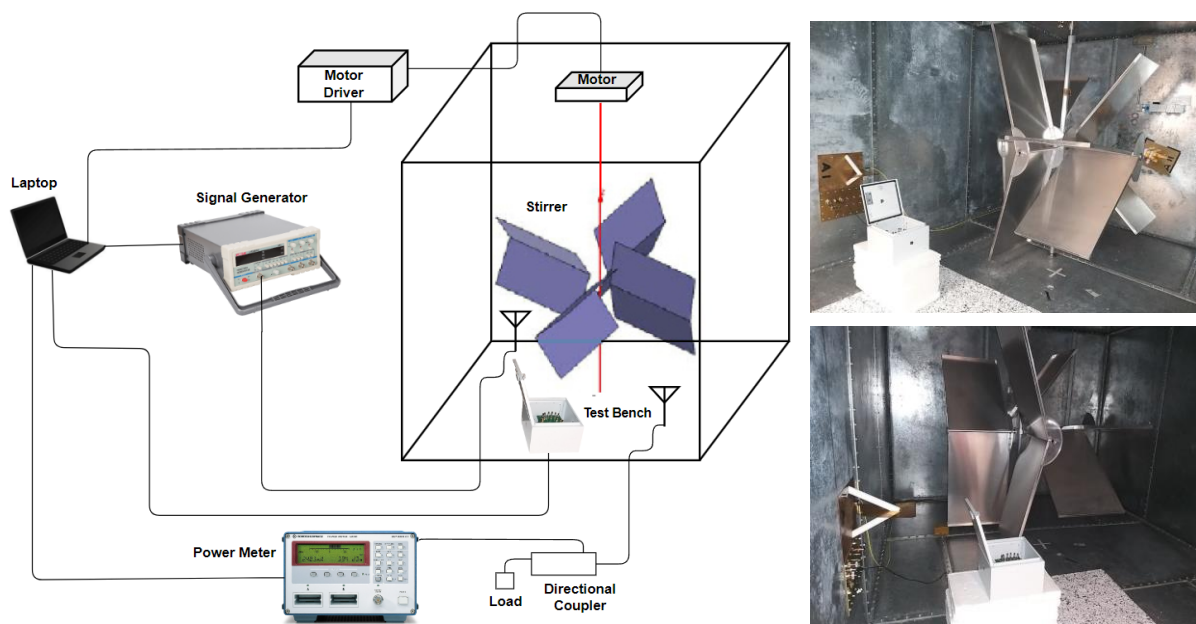 Motor
Driver
Motor
Laptop
Signal Generator
Stirrer
Test Bench
Power Meter
Load
Directional
Coupler